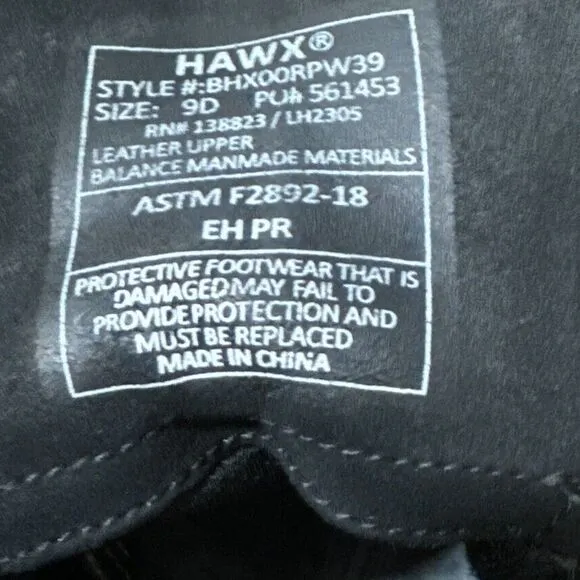 HAWX®
STYLE #:BHX00RPW39
SIZE: 9D PO# 561453
RN# 138823 / LH2305
LEATHER UPPER
BALANCE MANMADE MATERIALS
ASTM F2892-18
EH PR
PROTECTIVE FOOTWEAR THAT IS
DAMAGED MAY FAIL TO
PROVIDE PROTECTION AND
MUST BE REPLACED
MADE IN CHINA